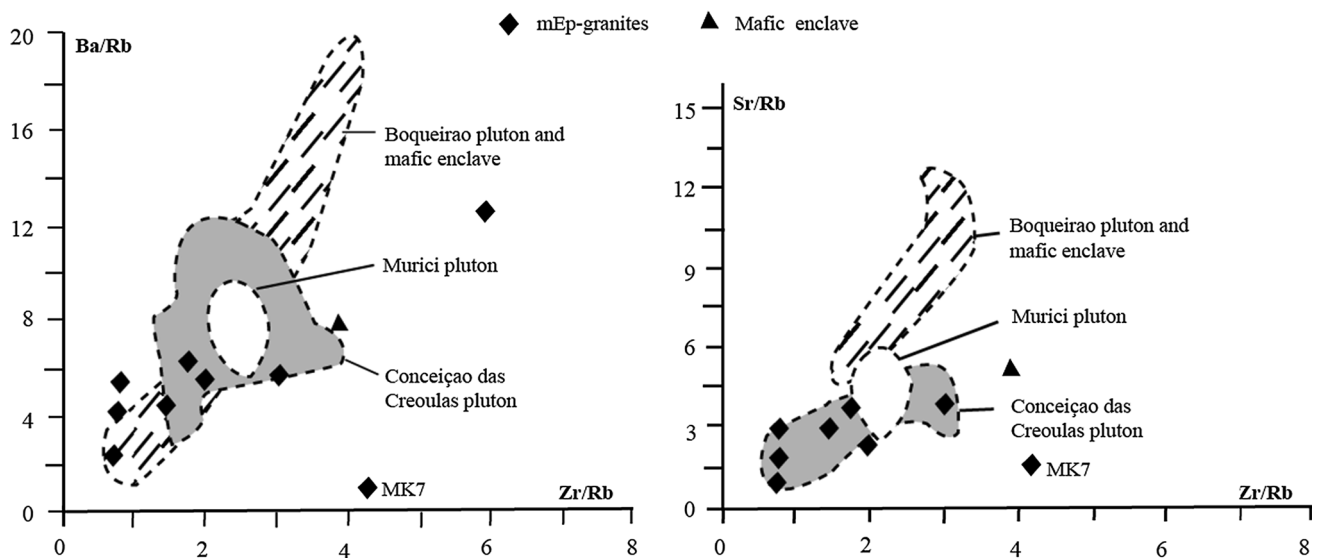 mEp-granites
Mafic enclave
20
Ba/Rb
16
12
8
4
0
Boqueirao pluton and
mafic enclave
Murici pluton
Conceiçao das
Creoulas pluton
MK7
Zr/Rb
0
2
4
6
8
15
Sr/Rb
12
9
6
3
0
Boqueirao pluton and
mafic enclave
Murici pluton
Conceiçao das
Creoulas pluton
MK7
Zr/Rb
0
2
4
6
8